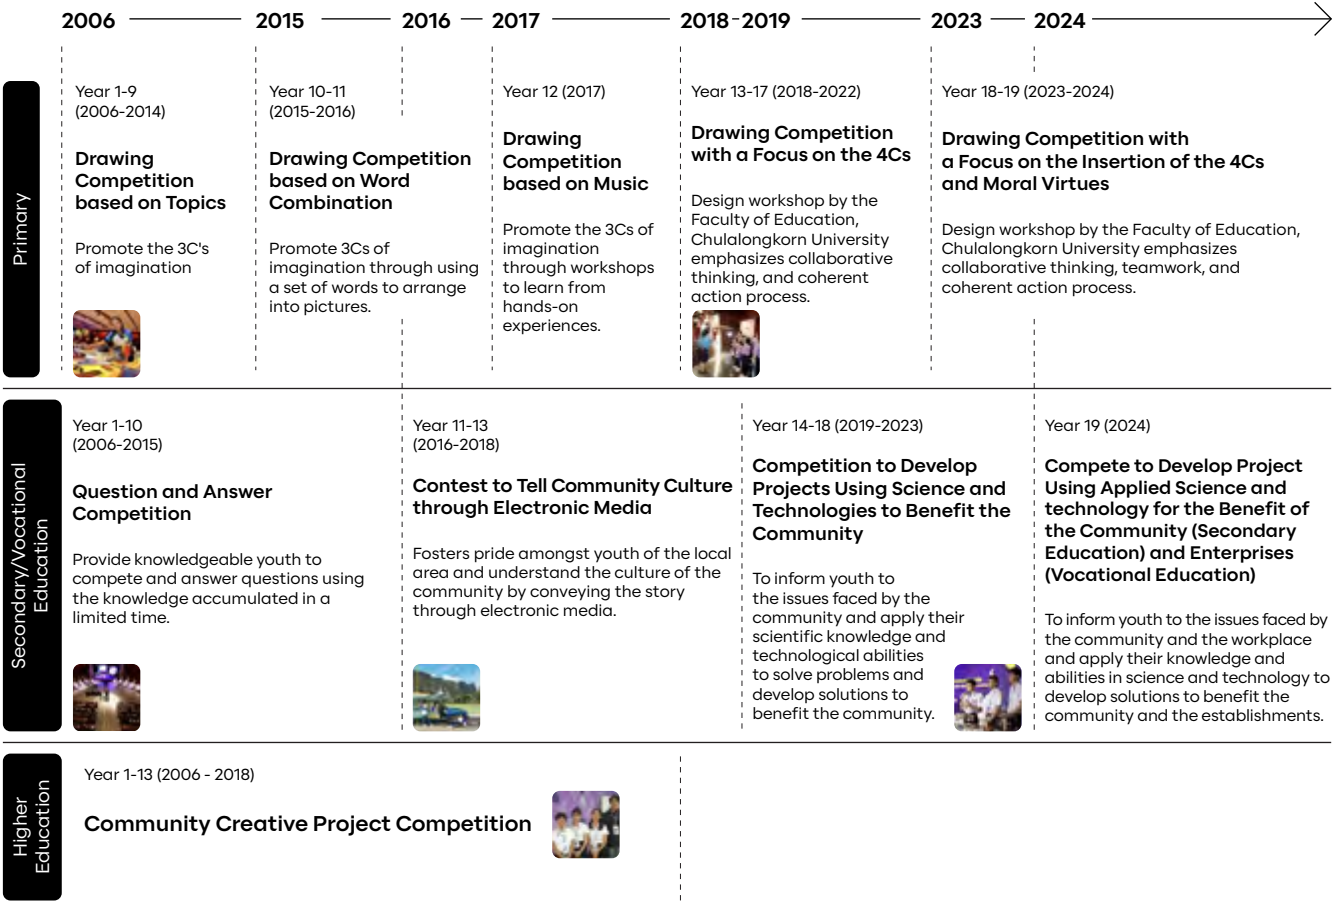 2006
2015
2016
2017
2018
2019
2023
2024
Primary
Year 1-9
(2006-2014)
Drawing
Competition
based on Topics
Promote the 3C's
of imagination
Year 10-11
(2015-2016)
Drawing Competition
based on Word
Combination
Promote 3Cs of
imagination through using
a set of words to arrange
into pictures.
Year 12 (2017)
Drawing
Competition
based on Music
Promote the 3Cs of
imagination
through workshops
to learn from
hands-on
experiences.
Year 13-17 (2018-2022)
Drawing Competition
with a Focus on the 4Cs
Design workshop by the
Faculty of Education,
Chulalongkorn University
emphasizes collaborative
thinking, and coherent
action process.
Year 18-19 (2023-2024)
Drawing Competition with
a Focus on the Insertion of the 4Cs
and Moral Virtues
Design workshop by the Faculty of Education,
Chulalongkorn University emphasizes
collaborative thinking, teamwork, and
coherent action process.
Secondary/Vocational
Education
Year 1-10
(2006-2015)
Question and Answer
Competition
Provide knowledgeable youth to
compete and answer questions using
the knowledge accumulated in a
limited time.
Year 11-13
(2016-2018)
Contest to Tell Community Culture
through Electronic Media
Fosters pride amongst youth of the local
area and understand the culture of the
community by conveying the story
through electronic media.
Year 14-18 (2019-2023)
Competition to Develop
Projects Using Science and
Technologies to Benefit the
Community
To inform youth to
the issues faced by the
community and apply their
scientific knowledge and
technological abilities
to solve problems and
develop solutions to
benefit the community.
Year 19 (2024)
Compete to Develop Project
Using Applied Science and
technology for the Benefit of
the Community (Secondary
Education) and Enterprises
(Vocational Education)
To inform youth to the issues faced by
the community and the workplace
and apply their knowledge and
abilities in science and technology to
develop solutions to benefit the
community and the establishments.
Higher
Education
Year 1-13 (2006 - 2018)
Community Creative Project Competition